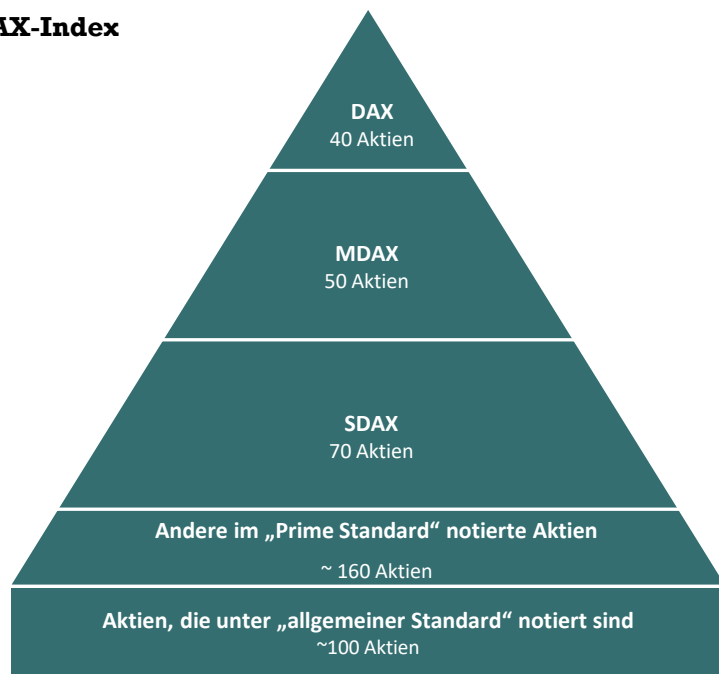 AX-Index
DAX
40 Aktien
MDAX
50 Aktien
SDAX
70 Aktien
Andere im „Prime Standard“ notierte Aktien
~ 160 Aktien
Aktien, die unter „allgemeiner Standard“ notiert sind
~100 Aktien